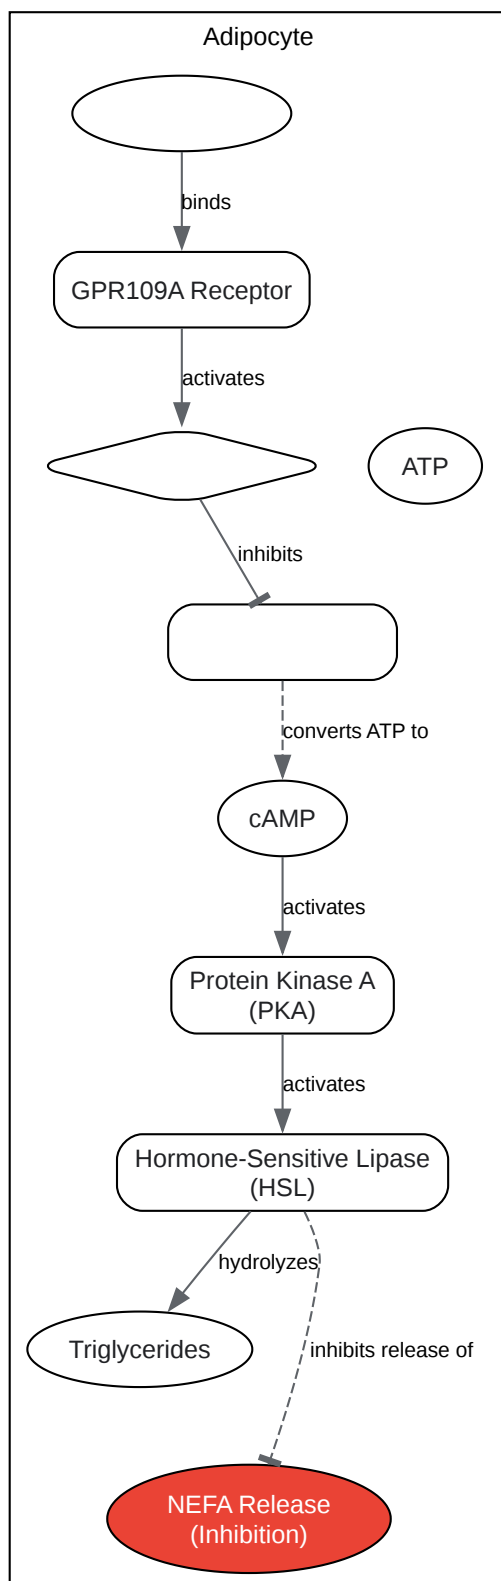 Adipocyte
binds
GPR109A Receptor
activates
ATP
inhibits
converts ATP to
cAMP
activates
Protein Kinase A
(PKA)
activates
Hormone-Sensitive Lipase
(HSL)
hydrolyzes
Triglycerides
inhibits release of
NEFA Release
(Inhibition)